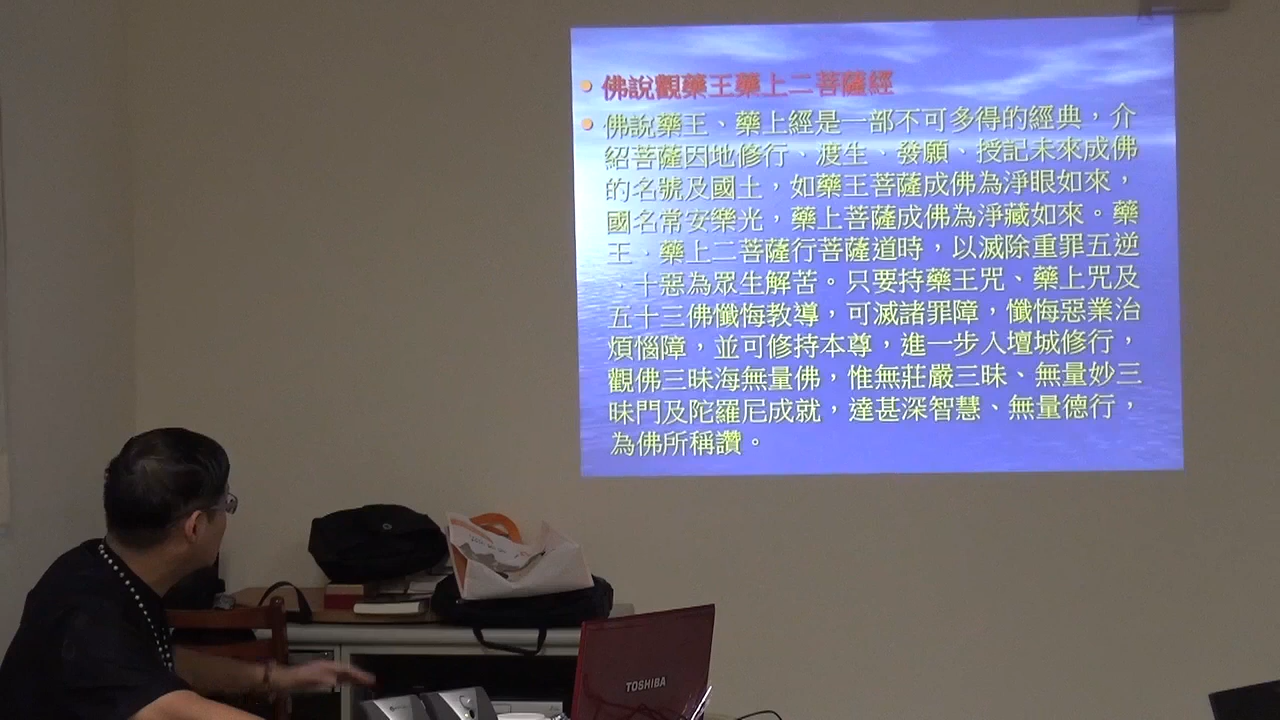 佛說觀藥王藥上二菩薩經
佛說藥王、藥上經是一部不可多得的經典，介
紹菩薩因地修行、渡生、發願、授記未來成佛
的名號及國土，如藥王菩薩成佛為淨眼如來，
國名常安樂光，藥上菩薩成佛為淨藏如來。藥
王、藥上二菩薩行菩薩道時，以滅除重罪五逆
、十惡為眾生解苦。只要持藥王咒、藥上咒及
五十三佛懺悔教導，可滅諸罪障，懺悔惡業治
煩惱障，並可修持本尊，進一步入壇城修行，
觀佛三昧海無量佛，惟無莊嚴三昧、無量妙三
昧門及陀羅尼成就，達甚深智慧、無量德行，
為佛所稱讚。
TOSHIBA